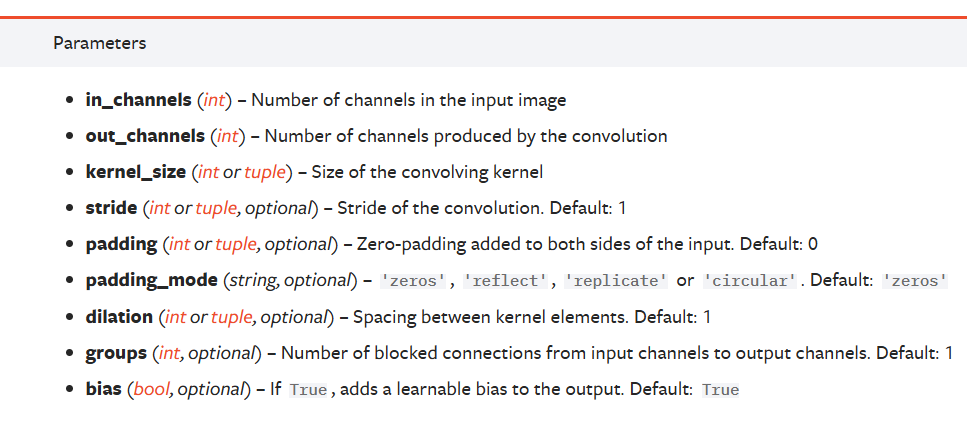 Parameters
in_channels (int) – Number of channels in the input image
out_channels (int) – Number of channels produced by the convolution
kernel_size (int or tuple) – Size of the convolving kernel
stride (int or tuple, optional) – Stride of the convolution. Default: 1
padding (int or tuple, optional) – Zero-padding added to both sides of the input. Default: 0
padding_mode (string, optional) – 'zeros', 'reflect', 'replicate' or 'circular'. Default: 'zeros'
dilation (int or tuple, optional) – Spacing between kernel elements. Default: 1
groups (int, optional) – Number of blocked connections from input channels to output channels. Default: 1
bias (bool, optional) – If True, adds a learnable bias to the output. Default: True